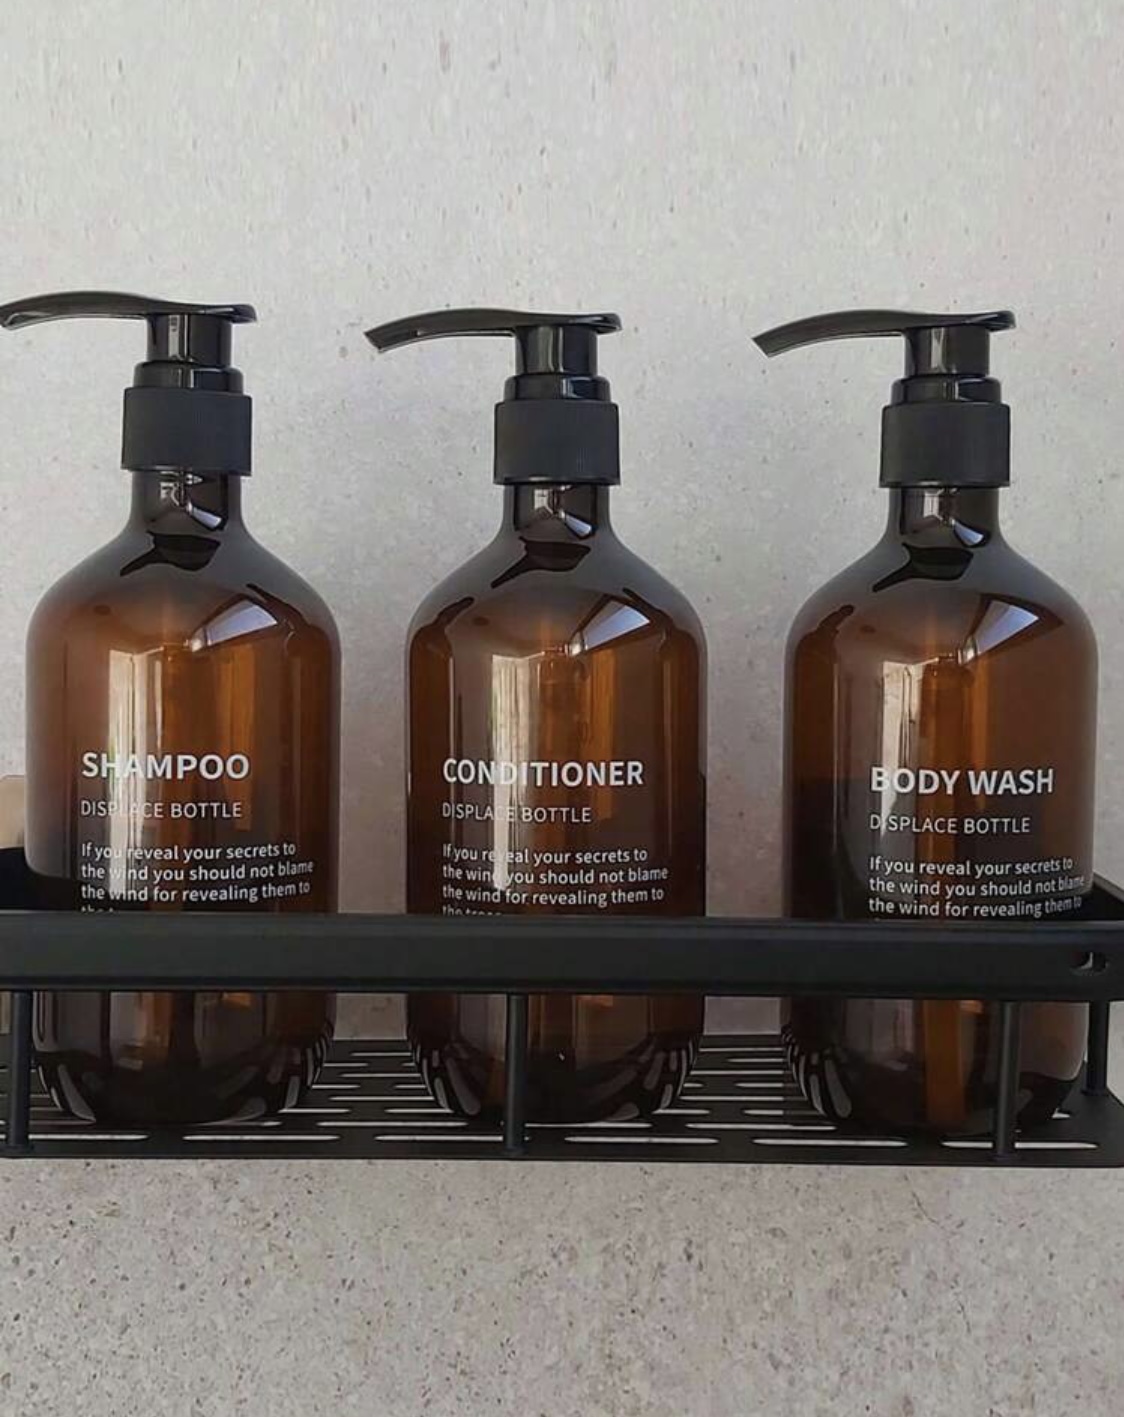 SHAMPOO
DISPLACE BOTTLE
If you reveal your secrets to
the wind you should not blame
the wind for revealing them to
CONDITIONER
DISPLACE BOTTLE
If you reveal your secrets to
the wind you should not blame
the wind for revealing them to
the trees
BODY WASH
DISPLACE BOTTLE
If you reveal your secrets to
the wind you should not blame
the wind for revealing them to